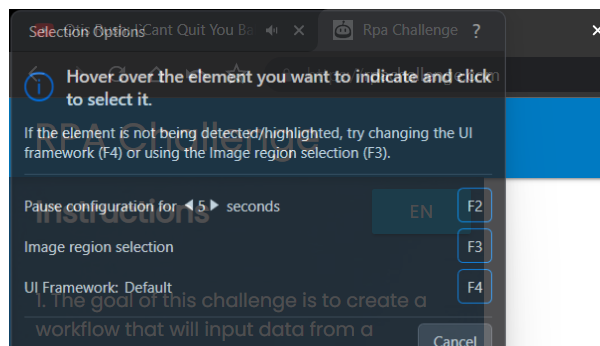 Selection Options
Otis Rush I Cant Quit You Ba
Rpa Challenge
?
Hover over the element you want to indicate and click
to select it.
If the element is not being detected/highlighted, try changing the UI
framework (F4) or using the Image region selection (F3).
RPA Challenge
Pause configuration for 5 seconds
F2
Instructions
EN
Image region selection
F3
UI Framework: Default
F4
1. The goal of this challenge is to create a
workflow that will input data from a
Cancel